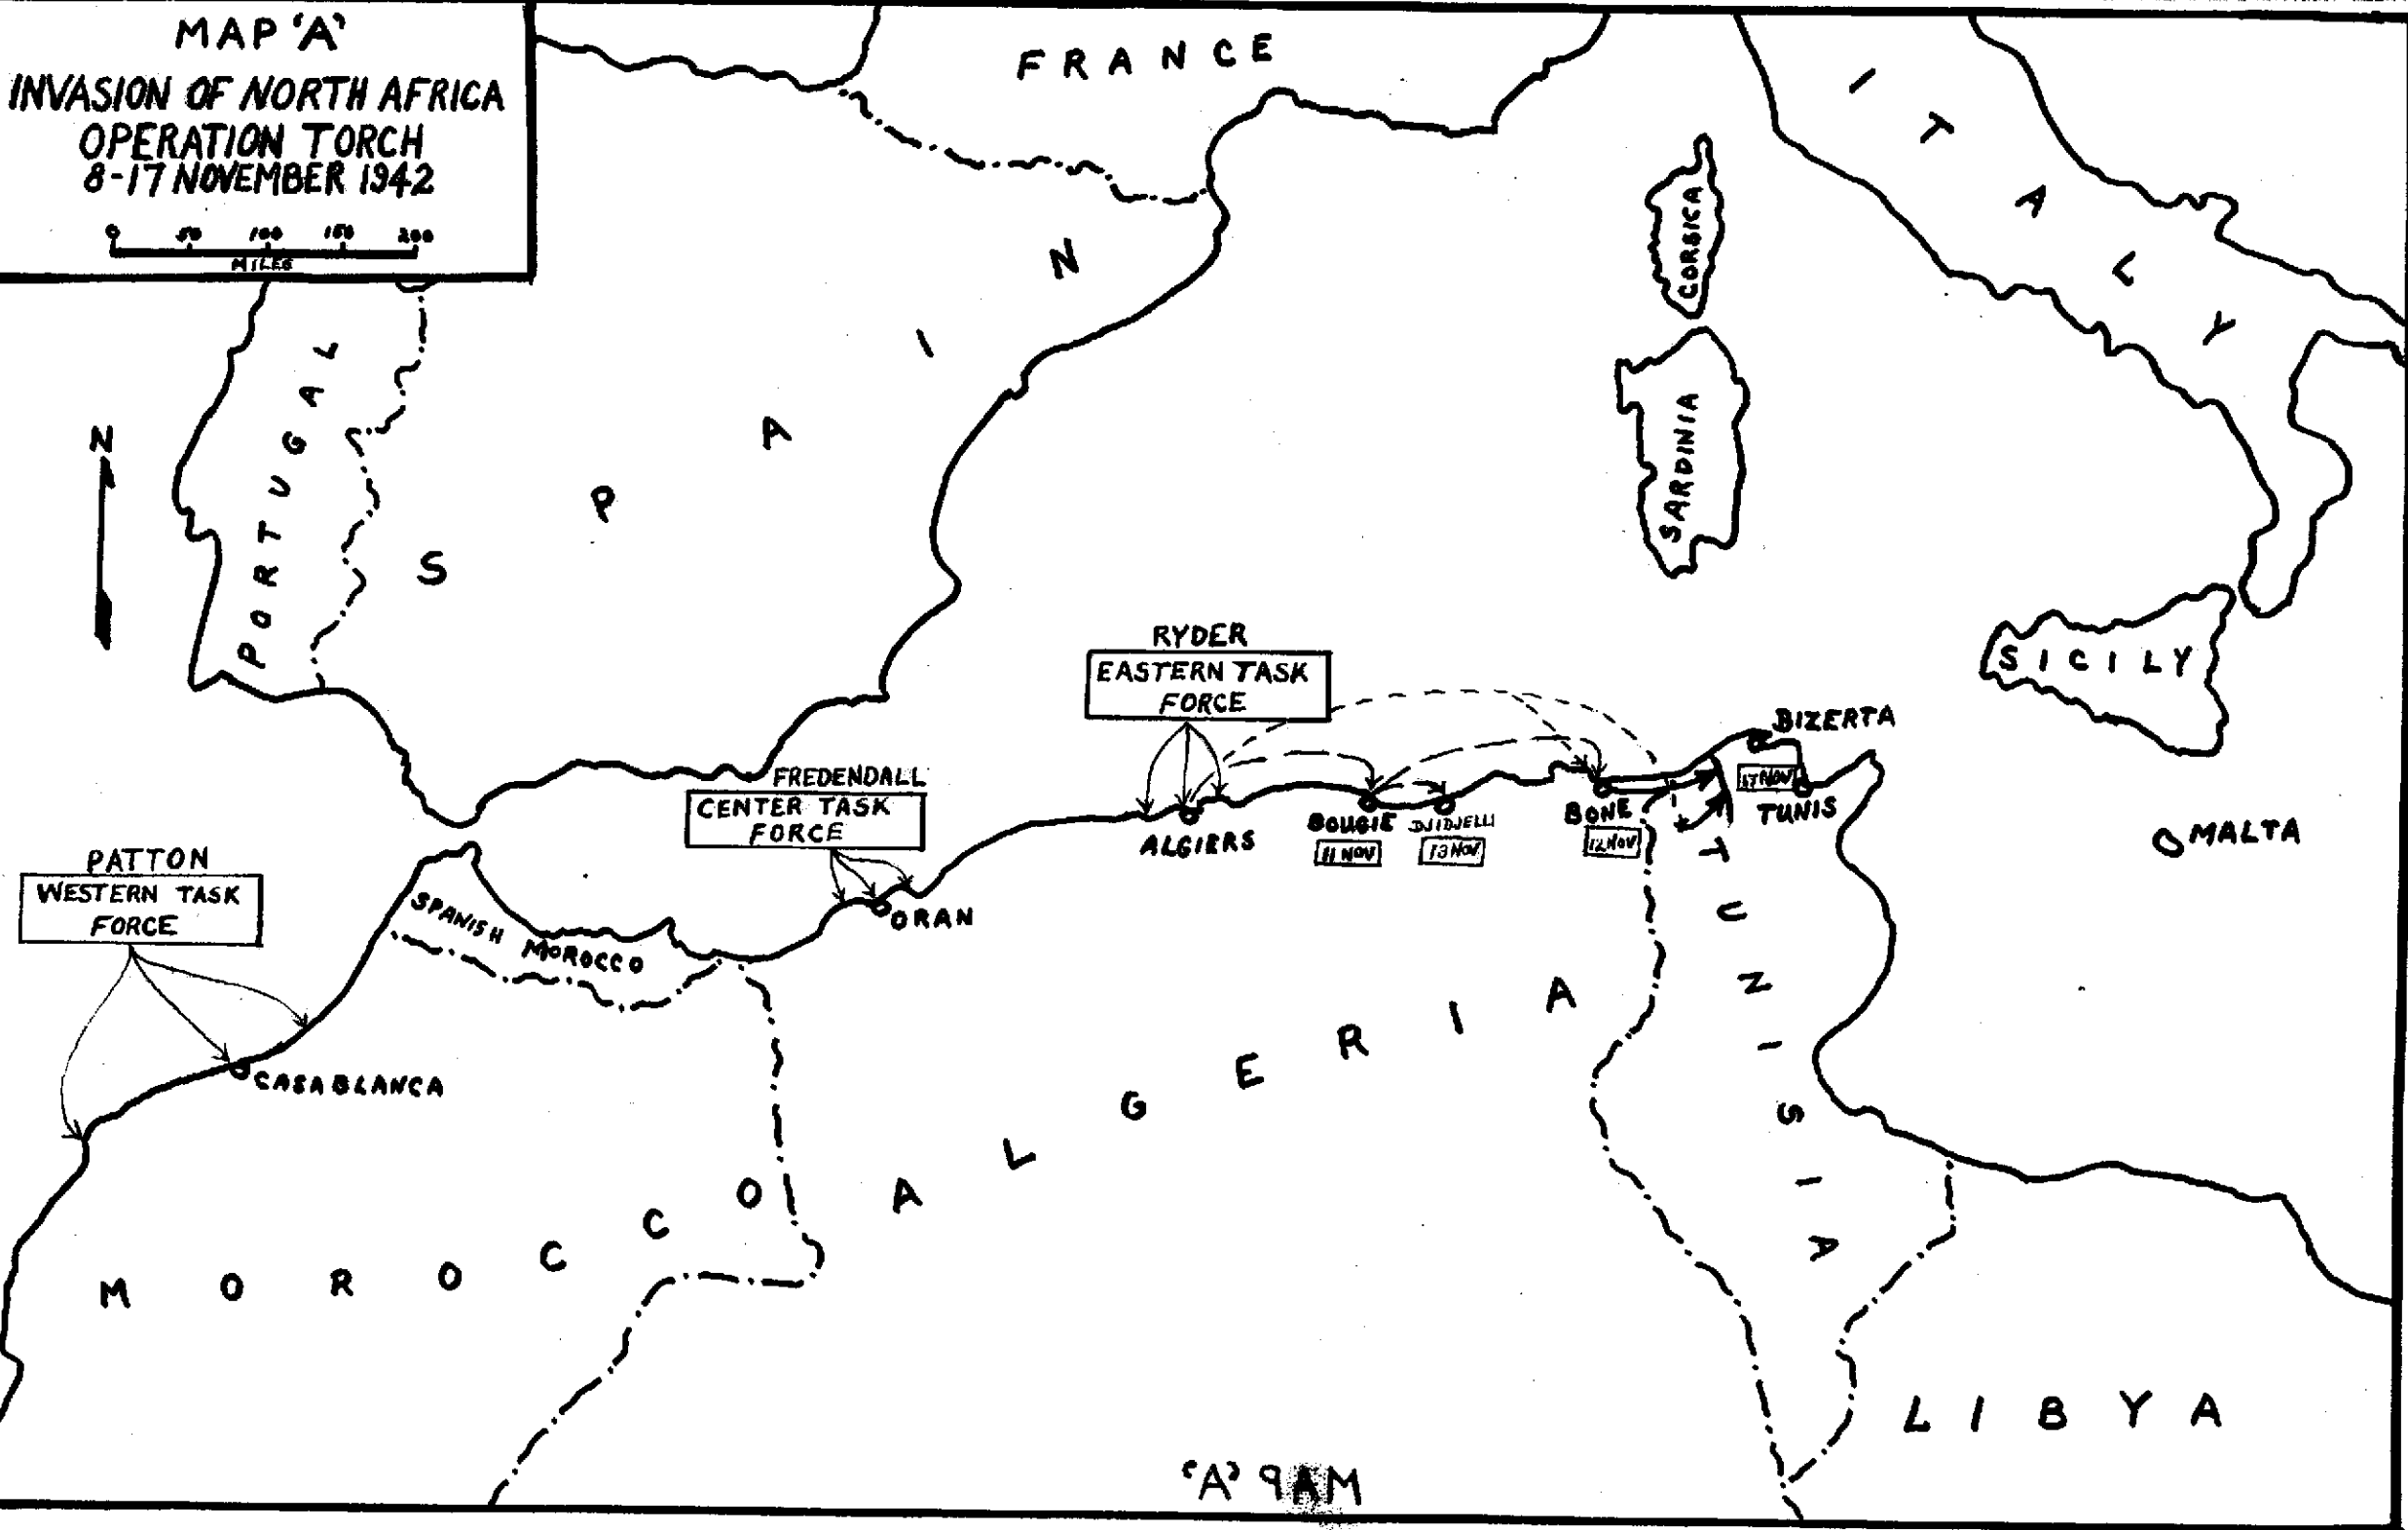 MAP 'A'
INVASION OF NORTH AFRICA
OPERATION TORCH
8-17 NOVEMBER 1942
0 50 100 150 200
MILES
FRANCE
ITALY
CORSICA
SARDINIA
SPAIN
PORTUGAL
N
SICILY
RYDER
EASTERN TASK
FORCE
BIZERTA
17 NOV
TUNIS
FREDENDALL
CENTER TASK
FORCE
ALGIERS
BOUGIE
11 NOV
DJIDJELLI
13 NOV
BONE
12 NOV
MALTA
PATTON
WESTERN TASK
FORCE
SPANISH MOROCCO
ORAN
CASABLANCA
TUNISIA
ALGERIA
MOROCCO
LIBYA
MAP 'A'